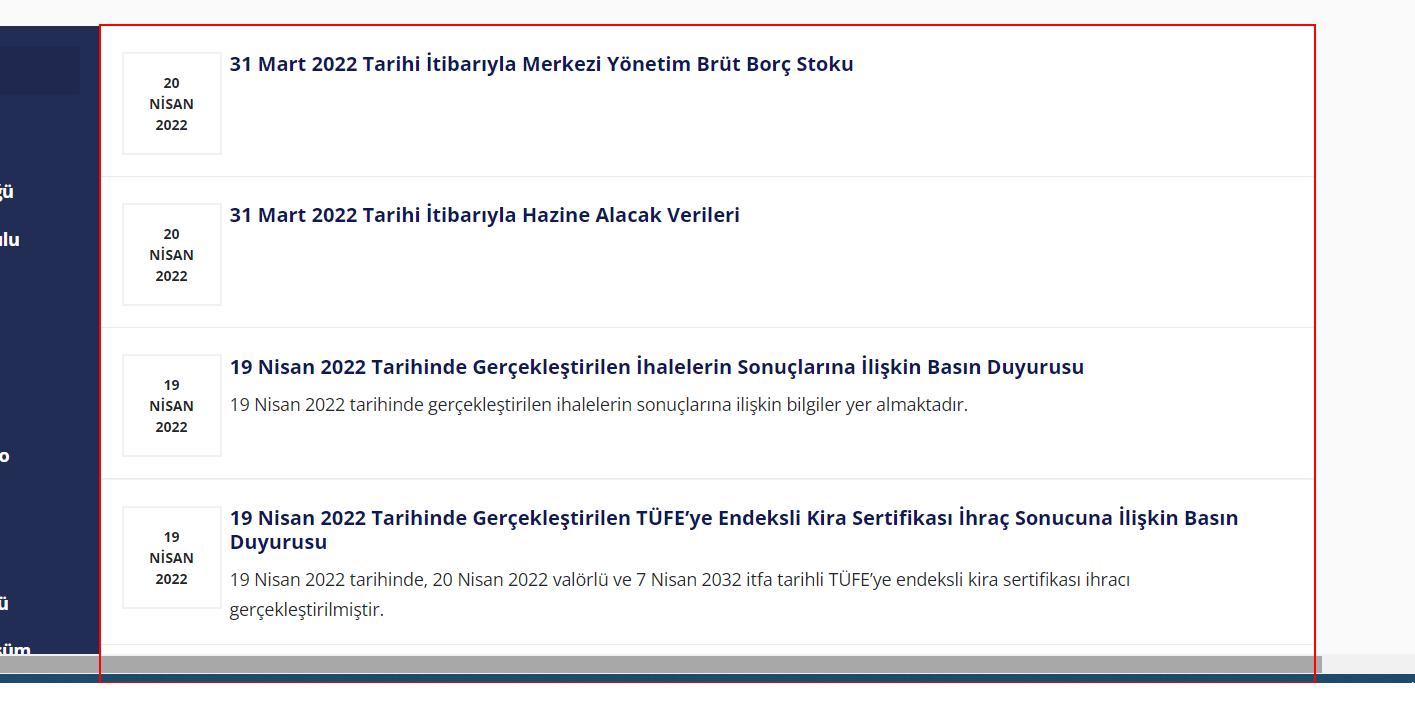 20
NİSAN
2022
31 Mart 2022 Tarihi İtibarıyla Merkezi Yönetim Brüt Borç Stoku
20
NİSAN
2022
31 Mart 2022 Tarihi İtibarıyla Hazine Alacak Verileri
19
NİSAN
2022
19 Nisan 2022 Tarihinde Gerçekleştirilen İhalelerin Sonuçlarına İlişkin Basın Duyurusu
19 Nisan 2022 tarihinde gerçekleştirilen ihalelerin sonuçlarına ilişkin bilgiler yer almaktadır.
19
NİSAN
2022
19 Nisan 2022 Tarihinde Gerçekleştirilen TÜFE’ye Endeksli Kira Sertifikası İhraç Sonucuna İlişkin Basın
Duyurusu
19 Nisan 2022 tarihinde, 20 Nisan 2022 valörlü ve 7 Nisan 2032 itfa tarihli TÜFE’ye endeksli kira sertifikası ihracı
gerçekleştirilmiştir.